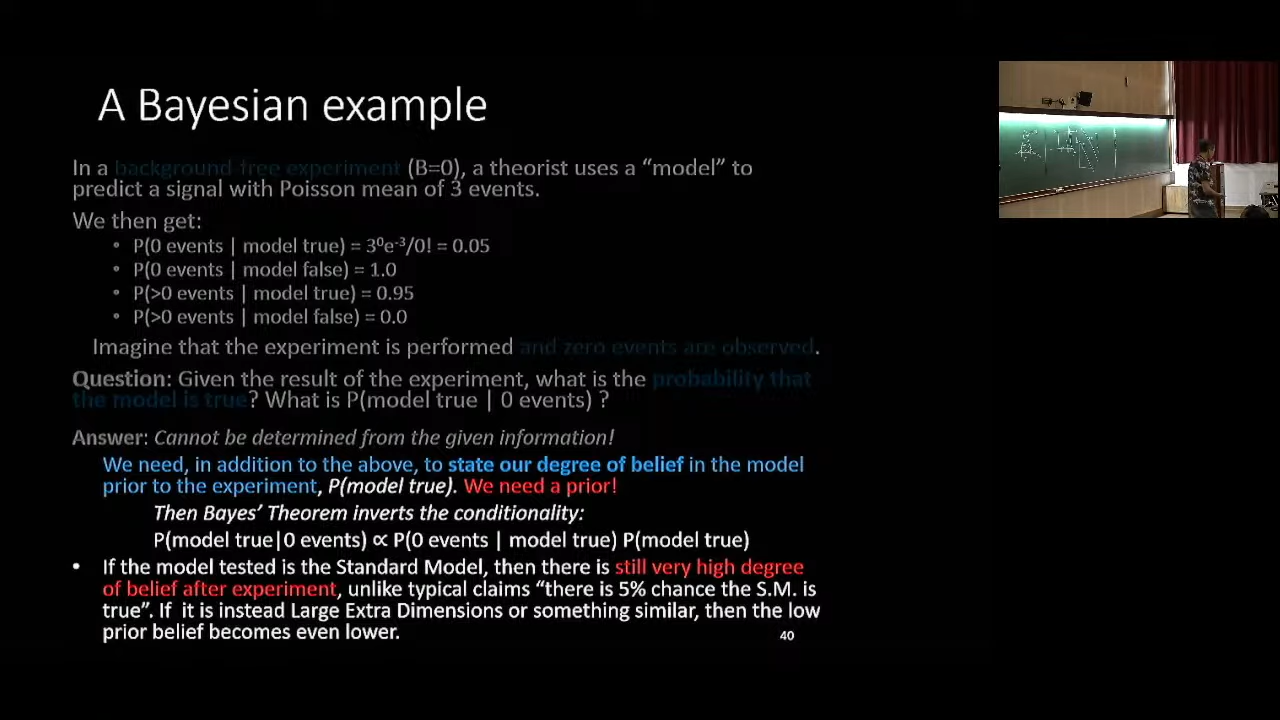 A Bayesian example
In a background-free experiment (B=0), a theorist uses a “model” to
predict a signal with Poisson mean of 3 events.
We then get:
• P(0 events | model true) = 3⁰e⁻³/0! = 0.05
• P(0 events | model false) = 1.0
• P(>0 events | model true) = 0.95
• P(>0 events | model false) = 0.0
Imagine that the experiment is performed and zero events are observed.
Question: Given the result of the experiment, what is the probability that
the model is true? What is P(model true | 0 events) ?
Answer: Cannot be determined from the given information!
We need, in addition to the above, to state our degree of belief in the model
prior to the experiment, P(model true). We need a prior!
Then Bayes’ Theorem inverts the conditionality:
P(model true|0 events) ∝ P(0 events | model true) P(model true)
• If the model tested is the Standard Model, then there is still very high degree
of belief after experiment, unlike typical claims “there is 5% chance the S.M. is
true”. If it is instead Large Extra Dimensions or something similar, then the low
prior belief becomes even lower.
40